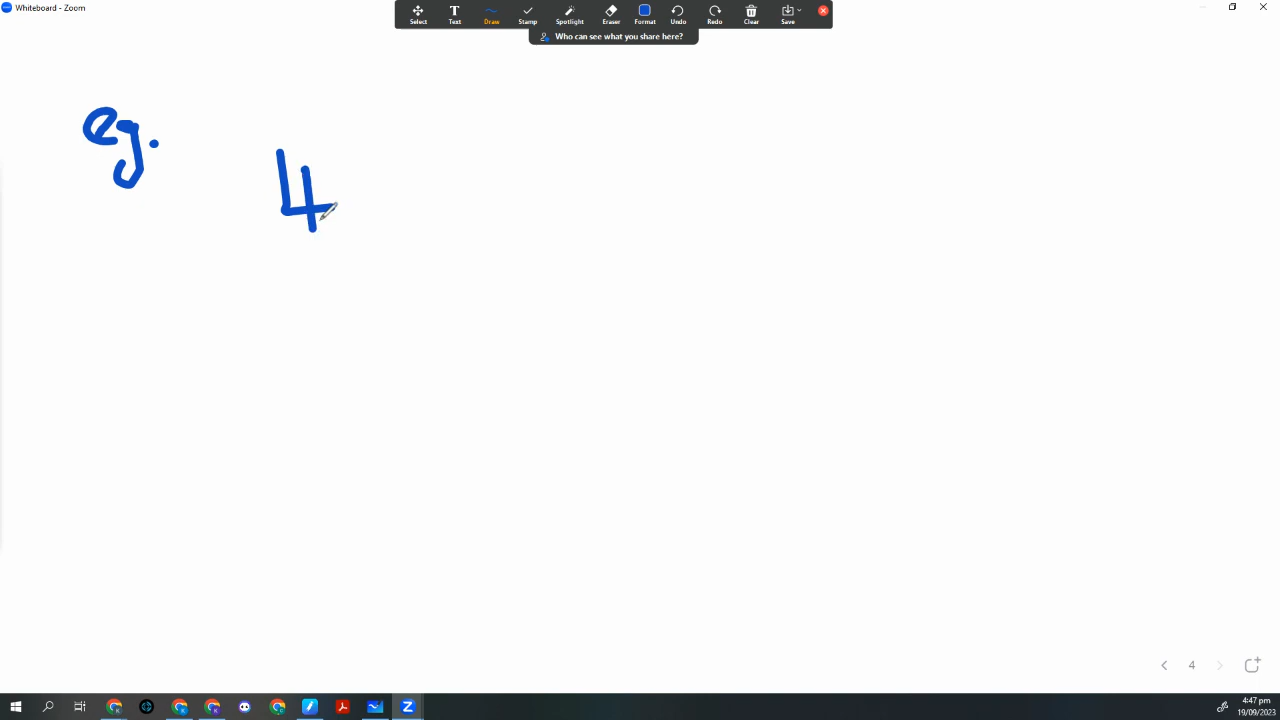 Whiteboard - Zoom
Select Text Draw Stamp Spotlight Eraser Format Undo Redo Clear Save
Who can see what you share here?
eg.
4
4
4:47 pm
19/09/2023